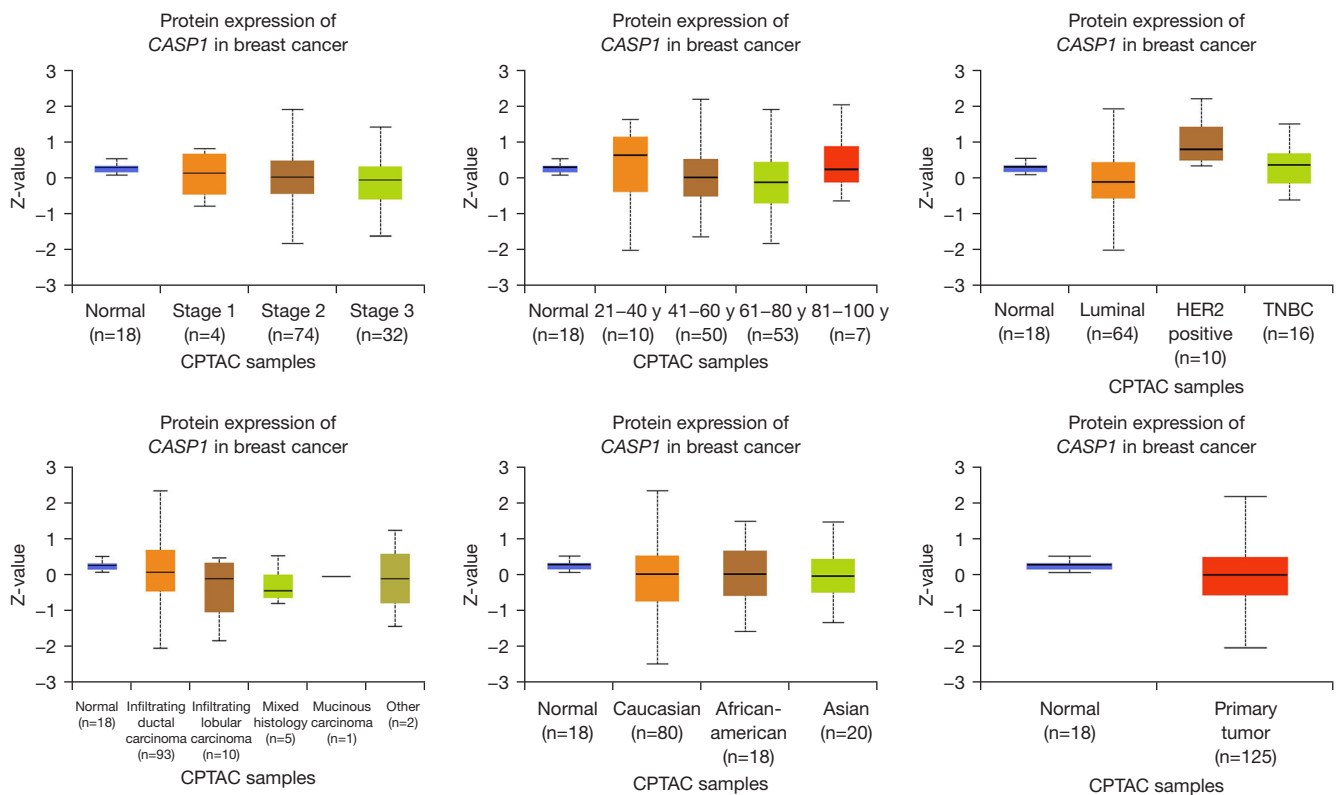 Protein expression of
CASP1 in breast cancer
3
2
1
0
−1
−2
−3
Z-value
Normal
(n=18)
Stage 1
(n=4)
Stage 2
(n=74)
Stage 3
(n=32)
CPTAC samples
Protein expression of
CASP1 in breast cancer
3
2
1
0
−1
−2
−3
Z-value
Normal
(n=18)
21–40 y
(n=10)
41–60 y
(n=50)
61–80 y
(n=53)
81–100 y
(n=7)
CPTAC samples
Protein expression of
CASP1 in breast cancer
3
2
1
0
−1
−2
−3
Z-value
Normal
(n=18)
Luminal
(n=64)
HER2
positive
(n=10)
TNBC
(n=16)
CPTAC samples
Protein expression of
CASP1 in breast cancer
3
2
1
0
−1
−2
−3
Z-value
Normal
(n=18)
Infiltrating
ductal
carcinoma
(n=93)
Infiltrating
lobular
carcinoma
(n=10)
Mixed
histology
(n=5)
Mucinous
carcinoma
(n=1)
Other
(n=2)
CPTAC samples
Protein expression of
CASP1 in breast cancer
3
2
1
0
−1
−2
−3
Z-value
Normal
(n=18)
Caucasian
(n=80)
African-
american
(n=18)
Asian
(n=20)
CPTAC samples
Protein expression of
CASP1 in breast cancer
3
2
1
0
−1
−2
−3
Z-value
Normal
(n=18)
Primary
tumor
(n=125)
CPTAC samples